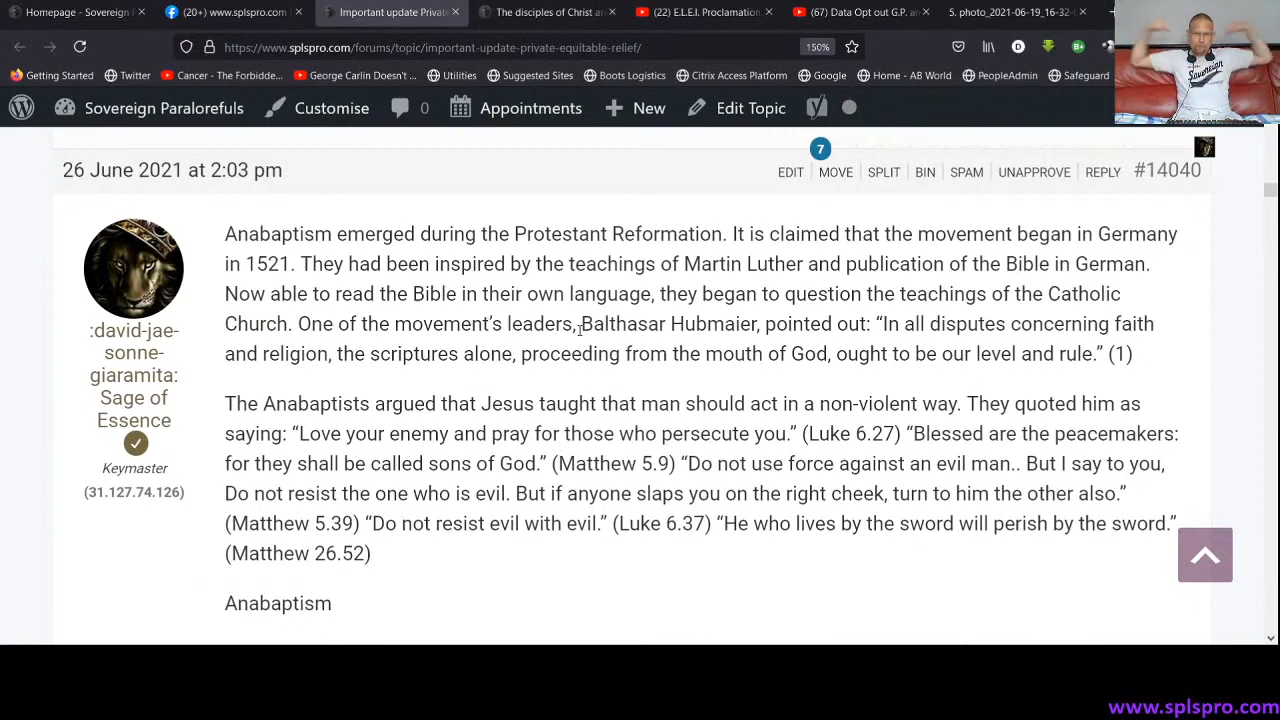 Homepage - Sovereign
(20+) www.splspro.com
Important update Private
The disciples of Christ
(22) E.L.E.I. Proclamation
(67) Data Opt out G.P. an
5. photo_2021-06-19_16-32-
https://www.splspro.com/forums/topic/important-update-private-equitable-relief/
150%
Getting Started
Twitter
Cancer - The Forbidde...
George Carlin Doesn't...
Utilities
Suggested Sites
Boots Logistics
Citrix Access Platform
Google
Home - AB World
PeopleAdmin
Safeguard
Sovereign
Sovereign Paralorefuls
Customise
0
Appointments
New
Edit Topic
26 June 2021 at 2:03 pm
7
EDIT | MOVE | SPLIT | BIN | SPAM | UNAPPROVE | REPLY #14040
:david-jae-
sonne-
giaramita:
Sage of
Essence
Keymaster
(31.127.74.126)
Anabaptism emerged during the Protestant Reformation. It is claimed that the movement began in Germany
in 1521. They had been inspired by the teachings of Martin Luther and publication of the Bible in German.
Now able to read the Bible in their own language, they began to question the teachings of the Catholic
Church. One of the movement’s leaders, Balthasar Hubmaier, pointed out: “In all disputes concerning faith
and religion, the scriptures alone, proceeding from the mouth of God, ought to be our level and rule.” (1)
The Anabaptists argued that Jesus taught that man should act in a non-violent way. They quoted him as
saying: “Love your enemy and pray for those who persecute you.” (Luke 6.27) “Blessed are the peacemakers:
for they shall be called sons of God.” (Matthew 5.9) “Do not use force against an evil man.. But I say to you,
Do not resist the one who is evil. But if anyone slaps you on the right cheek, turn to him the other also.”
(Matthew 5.39) “Do not resist evil with evil.” (Luke 6.37) “He who lives by the sword will perish by the sword.”
(Matthew 26.52)
Anabaptism
www.splspro.com